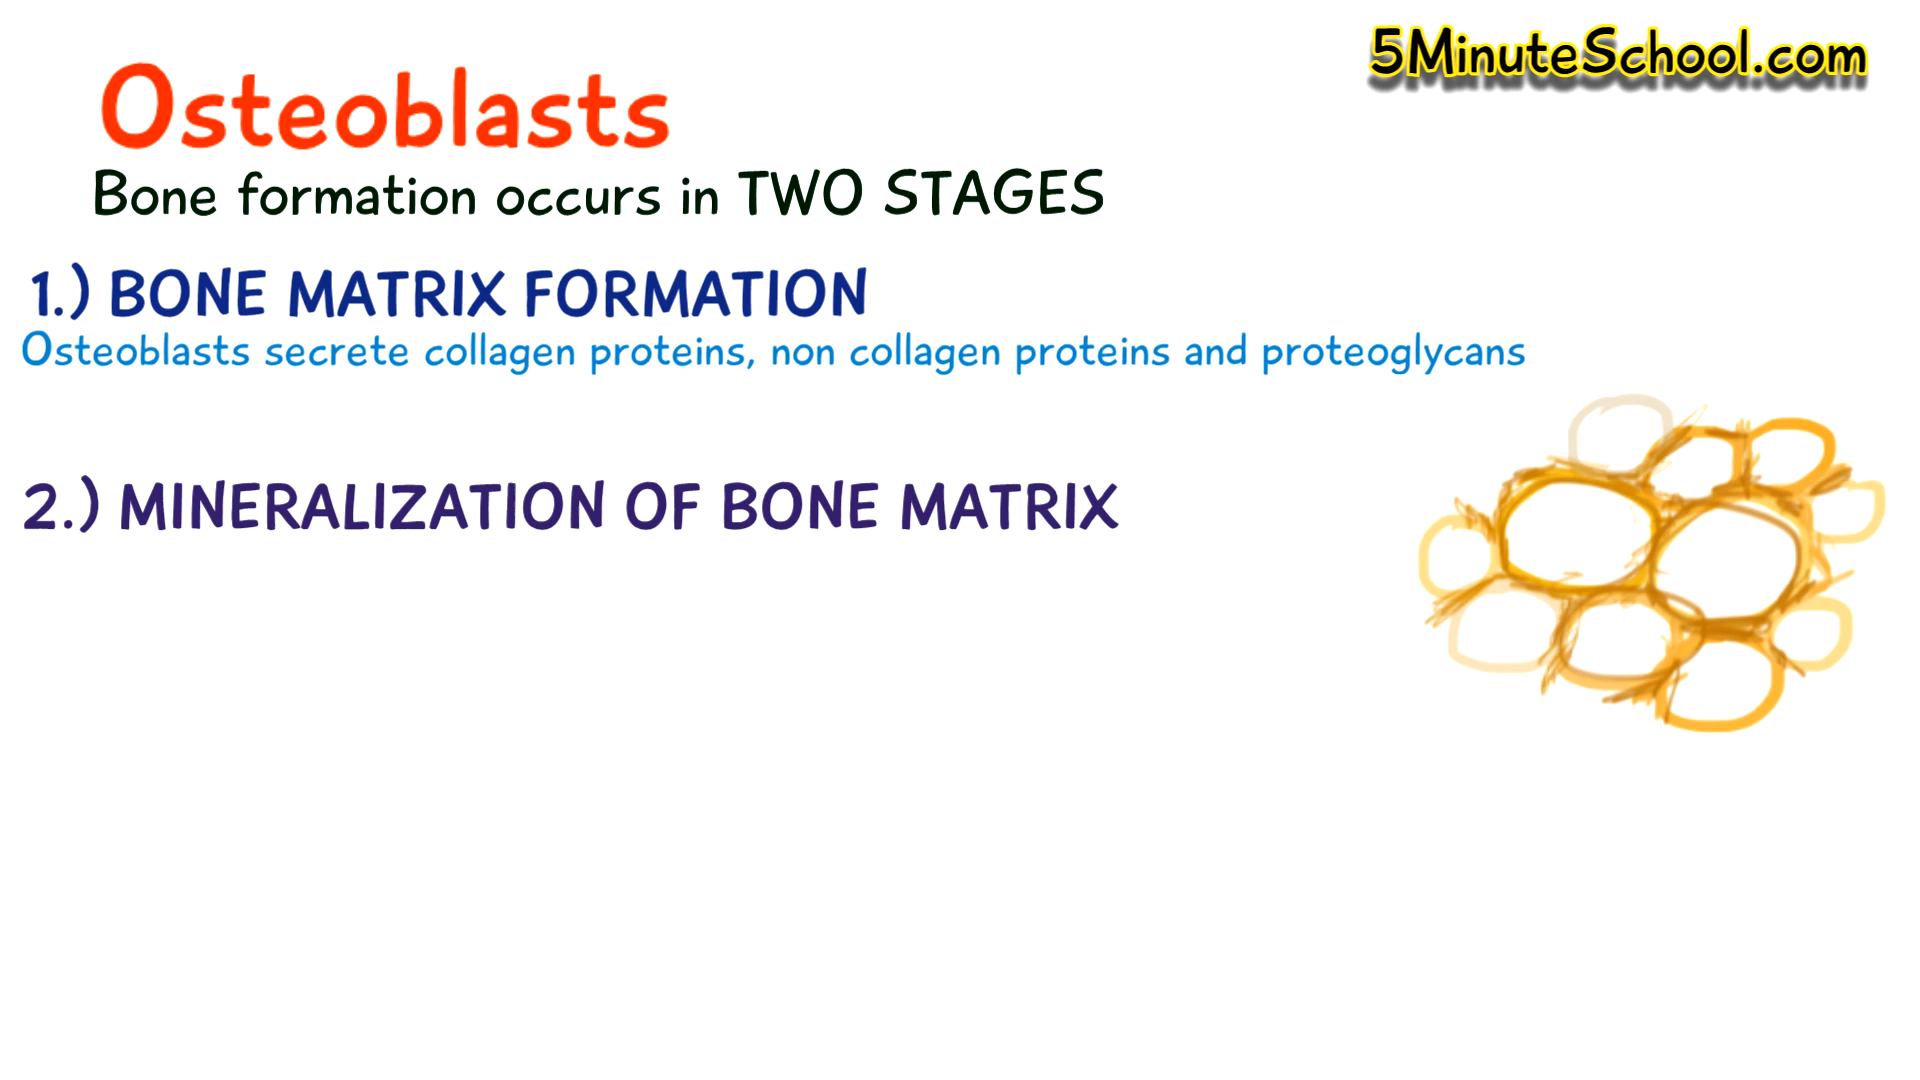 5MinuteSchool.com
Osteoblasts
Bone formation occurs in TWO STAGES
1.) BONE MATRIX FORMATION
Osteoblasts secrete collagen proteins, non collagen proteins and proteoglycans
2.) MINERALIZATION OF BONE MATRIX